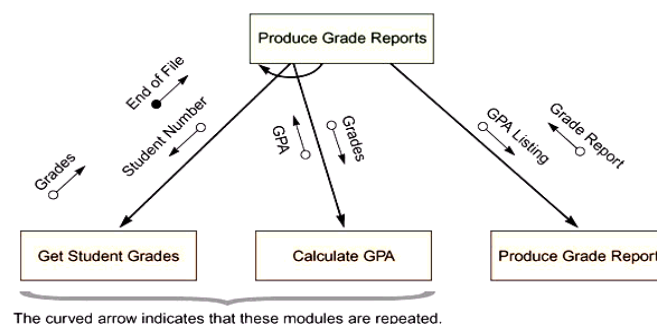 Produce Grade Reports
End of File
Student Number
Grades
GPA
Grades
GPA Listing
Grade Report
Get Student Grades
Calculate GPA
Produce Grade Report
The curved arrow indicates that these modules are repeated.